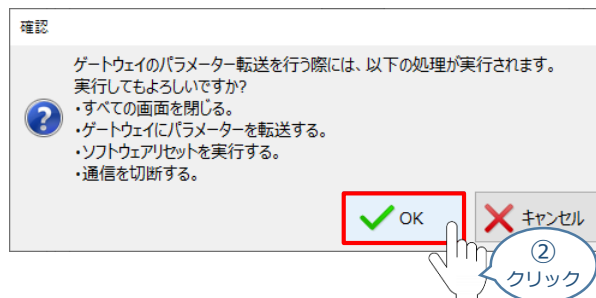 確認
ゲートウェイのパラメーター転送を行う際には、以下の処理が実行されます。
実行してもよろしいですか?
・すべての画面を閉じる。
・ゲートウェイにパラメーターを転送する。
・ソフトウェアリセットを実行する。
・通信を切断する。
OK
キャンセル
②
クリック